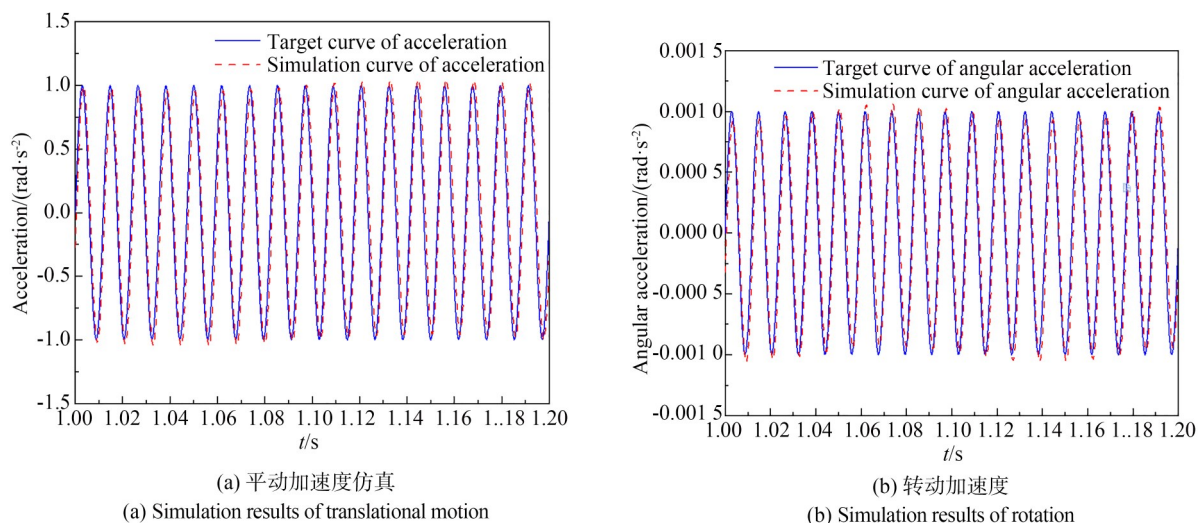 1.5
1.0
0.5
0.0
-0.5
-1.0
-1.5
Acceleration/(rad·s⁻²)
Target curve of acceleration
Simulation curve of acceleration
1.00 1.02 1.04 1.06 1.08 1.10 1.12 1.14 1.16 1..18 1.20
t/s
(a) 平动加速度仿真
(a) Simulation results of translational motion
0.001 5
0.001 0
0.000 5
0.000 0
-0.000 5
-0.001 0
-0.001 5
Angular acceleration/(rad·s⁻²)
Target curve of angular acceleration
Simulation curve of angular acceleration
1.00 1.02 1.04 1.06 1.08 1.10 1.12 1.14 1.16 1..18 1.20
t/s
(b) 转动加速度
(b) Simulation results of rotation